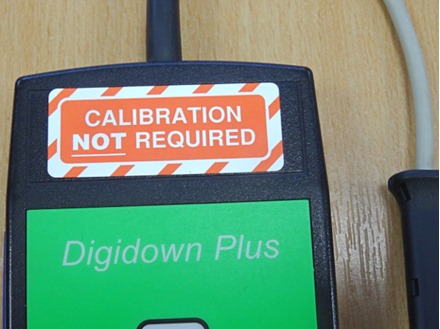 CALIBRATION
NOT REQUIRED
Digidown Plus